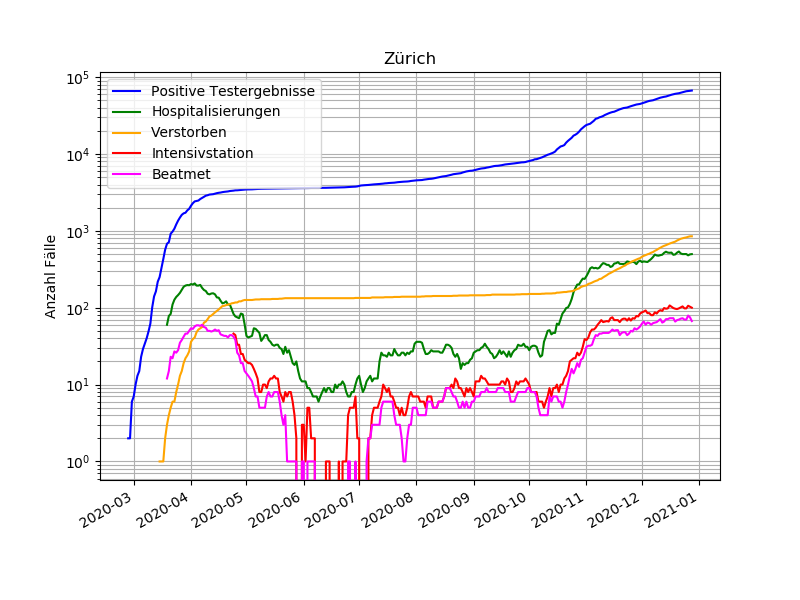 Zürich
Positive Testergebnisse
Hospitalisierungen
Verstorben
Intensivstation
Beatmet
Anzahl Fälle
10^5
10^4
10^3
10^2
10^1
10^0
2020-03
2020-04
2020-05
2020-06
2020-07
2020-08
2020-09
2020-10
2020-11
2020-12
2021-01